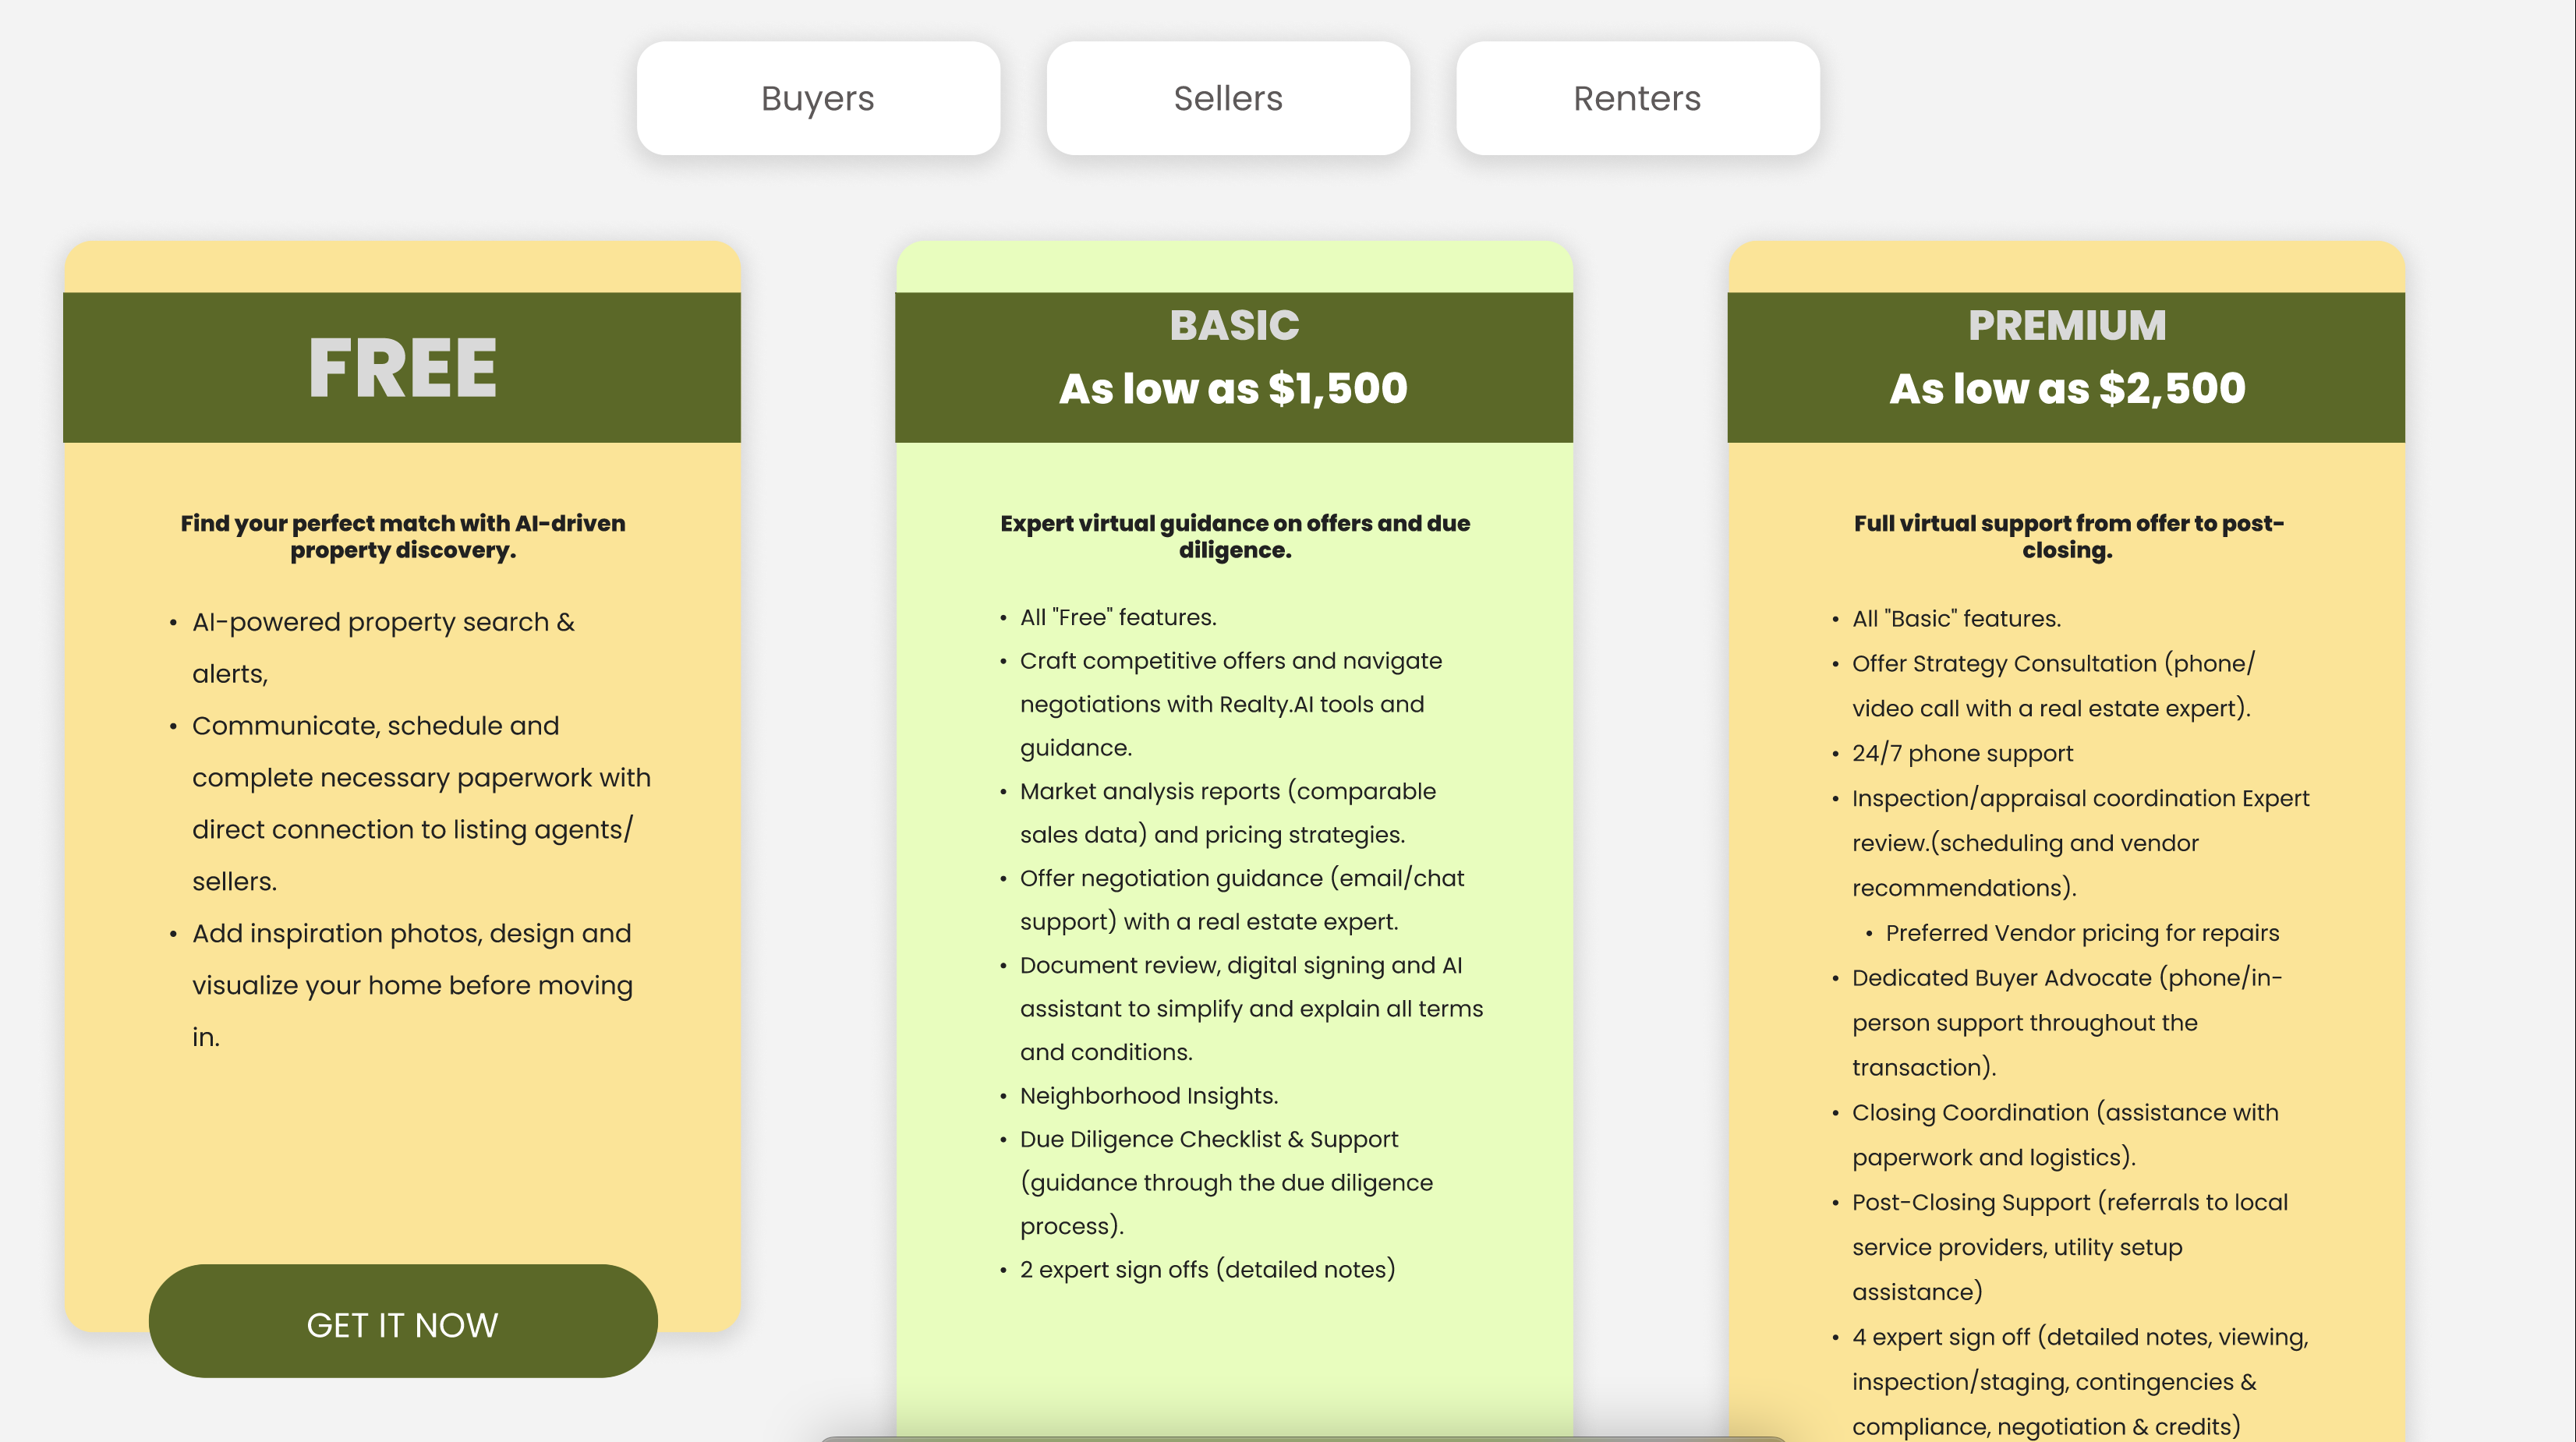 Buyers
Sellers
Renters
FREE
Find your perfect match with AI-driven
property discovery.
• AI-powered property search &
alerts,
• Communicate, schedule and
complete necessary paperwork with
direct connection to listing agents/
sellers.
• Add inspiration photos, design and
visualize your home before moving
in.
GET IT NOW
BASIC
As low as $1,500
Expert virtual guidance on offers and due
diligence.
• All "Free" features.
• Craft competitive offers and navigate
negotiations with Realty.AI tools and
guidance.
• Market analysis reports (comparable
sales data) and pricing strategies.
• Offer negotiation guidance (email/chat
support) with a real estate expert.
• Document review, digital signing and AI
assistant to simplify and explain all terms
and conditions.
• Neighborhood Insights.
• Due Diligence Checklist & Support
(guidance through the due diligence
process).
• 2 expert sign offs (detailed notes)
PREMIUM
As low as $2,500
Full virtual support from offer to post-
closing.
• All "Basic" features.
• Offer Strategy Consultation (phone/
video call with a real estate expert).
• 24/7 phone support
• Inspection/appraisal coordination Expert
review.(scheduling and vendor
recommendations).
• Preferred Vendor pricing for repairs
• Dedicated Buyer Advocate (phone/in-
person support throughout the
transaction).
• Closing Coordination (assistance with
paperwork and logistics).
• Post-Closing Support (referrals to local
service providers, utility setup
assistance)
• 4 expert sign off (detailed notes, viewing,
inspection/staging, contingencies &
compliance, negotiation & credits)